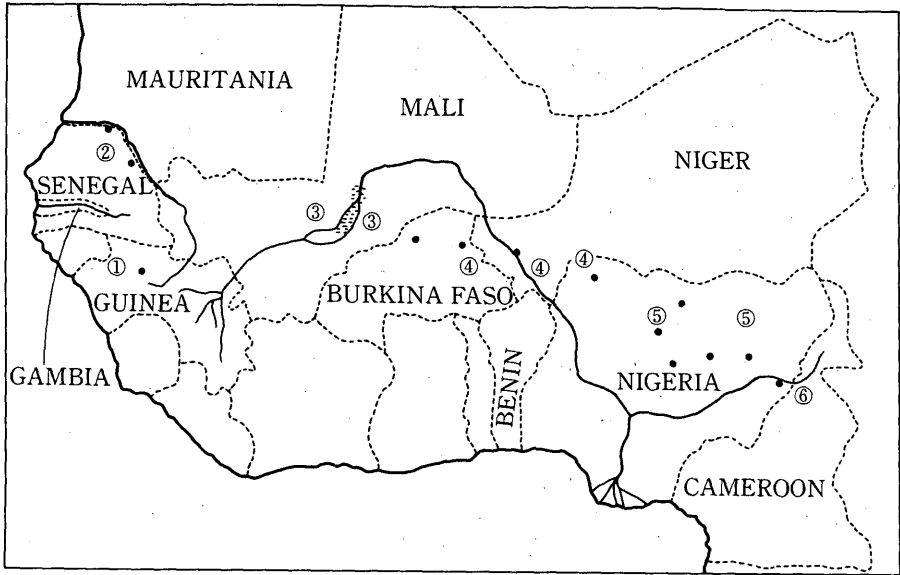 MAURITANIA
MALI
NIGER
②
SENEGAL
③
③
①
④
④
④
GUINEA
BURKINA FASO
⑤
⑤
GAMBIA
BENIN
NIGERIA
⑥
CAMEROON